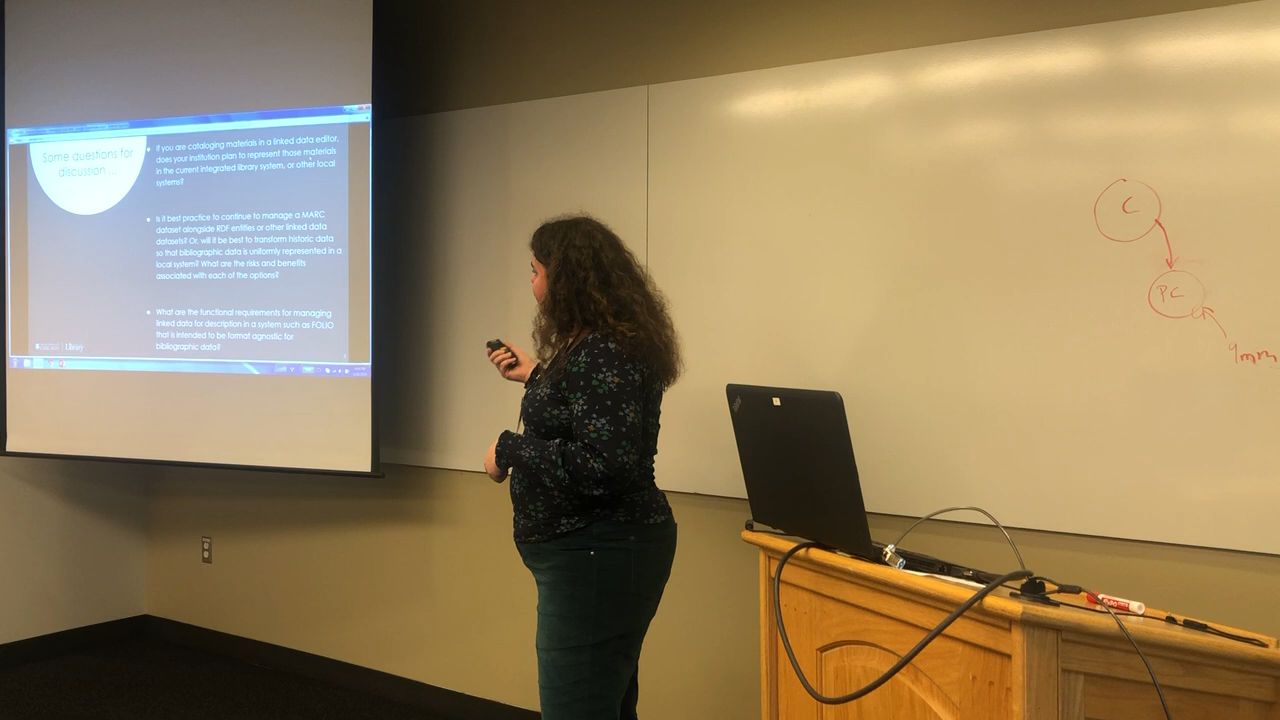 Some questions for
discussion ...
If you are cataloging materials in a linked data editor,
does your institution plan to represent those materials
in the current integrated library system, or other local
systems?
Is it best practice to continue to manage a MARC
dataset alongside RDF entities or other linked data
datasets? Or, will it be best to transform historic data
so that bibliographic data is uniformly represented in a
local system? What are the risks and benefits
associated with each of the options?
What are the functional requirements for managing
linked data for description in a system such as FOLIO
that is intended to be format agnostic for
bibliographic data?
Library
C
PC